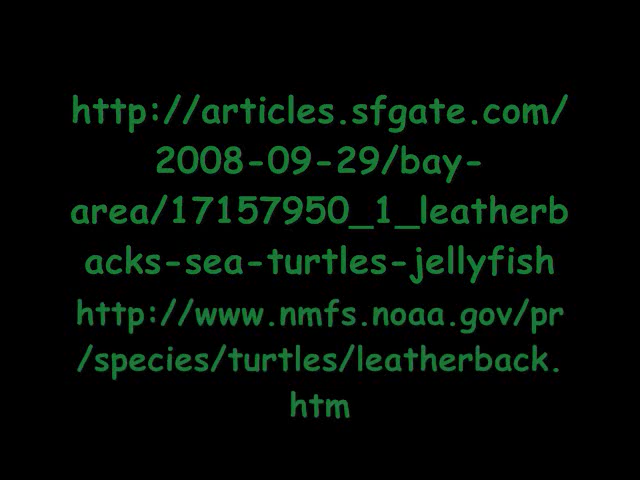 http://articles.sfgate.com/
2008-09-29/bay-
area/17157950_1_leatherb
acks-sea-turtles-jellyfish
http://www.nmfs.noaa.gov/pr
/species/turtles/leatherback.
htm